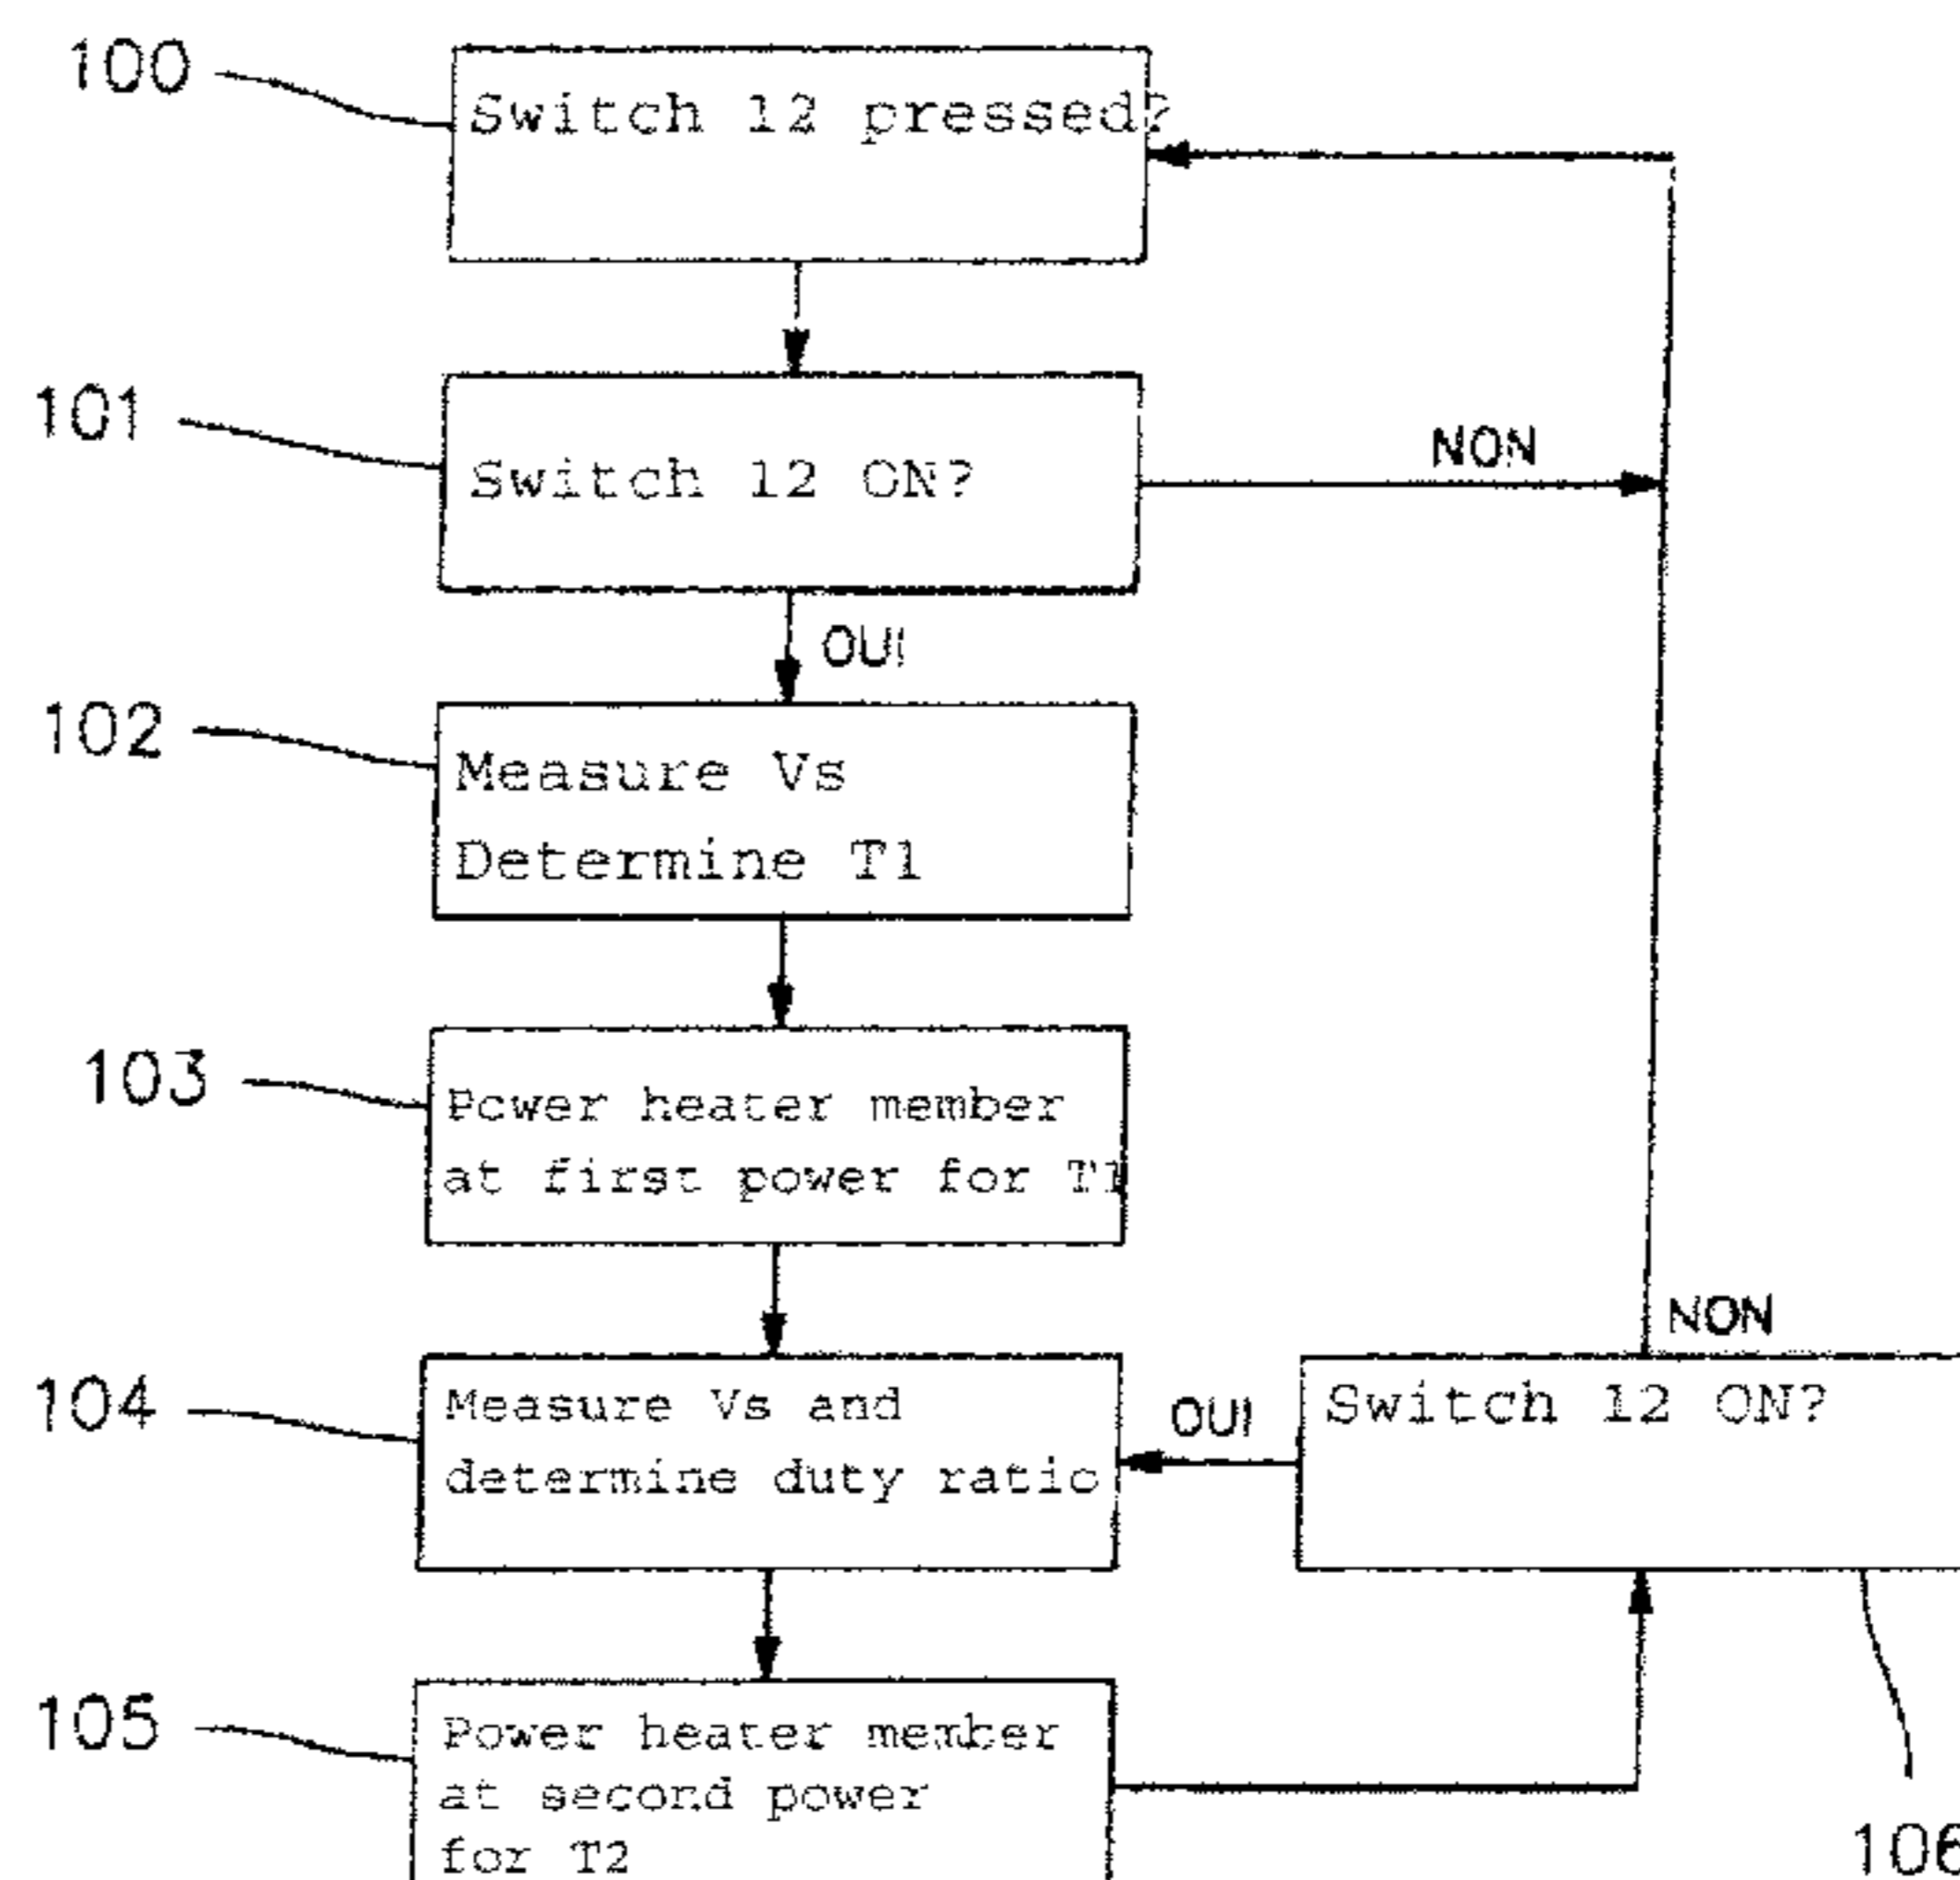 100
Switch 12 pressed?
101
Switch 12 ON?
NON
OUI
102
Measure Vs
Determine T1
103
Power heater member
at first power for T1
NON
104
Measure Vs and
determine duty ratio
OUI
Switch 12 ON?
105
Power heater member
at second power
for T2
106